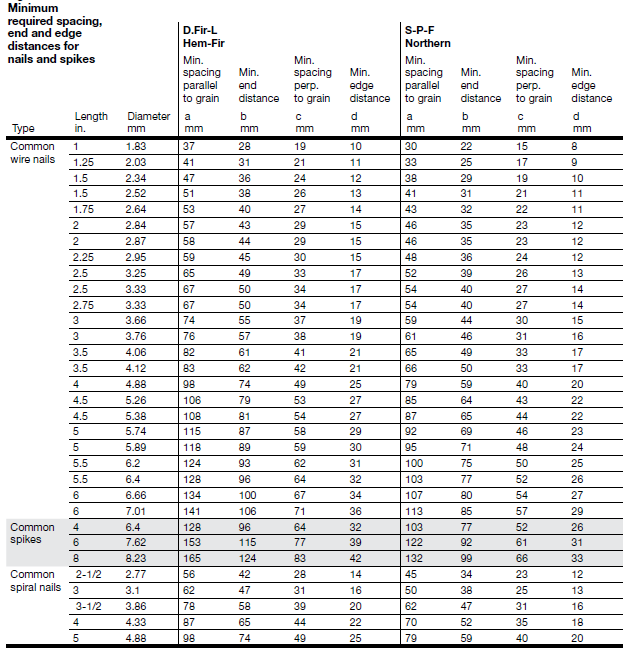 Minimum
required spacing,
end and edge
distances for
nails and spikes
D.Fir-L
Hem-Fir
S-P-F
Northern
Min. spacing parallel to grain Min. end distance Min. spacing perp. to grain Min. edge distance Min. spacing parallel to grain Min. end distance Min. spacing perp. to grain Min. edge distance
Length Diameter a b c d a b c d
Type in. mm mm mm mm mm mm mm mm mm
Common 1 1.83 37 28 19 10 30 22 15 8
wire nails 1.25 2.03 41 31 21 11 33 25 17 9
1.5 2.34 47 36 24 12 38 29 19 10
1.5 2.52 51 38 26 13 41 31 21 11
1.75 2.64 53 40 27 14 43 32 22 11
2 2.84 57 43 29 15 46 35 23 12
2 2.87 58 44 29 15 46 35 23 12
2.25 2.95 59 45 30 15 48 36 24 12
2.5 3.25 65 49 33 17 52 39 26 13
2.5 3.33 67 50 34 17 54 40 27 14
2.75 3.33 67 50 34 17 54 40 27 14
3 3.66 74 55 37 19 59 44 30 15
3 3.76 76 57 38 19 61 46 31 16
3.5 4.06 82 61 41 21 65 49 33 17
3.5 4.12 83 62 42 21 66 50 33 17
4 4.88 98 74 49 25 79 59 40 20
4.5 5.26 106 79 53 27 85 64 43 22
4.5 5.38 108 81 54 27 87 65 44 22
5 5.74 115 87 58 29 92 69 46 23
5 5.89 118 89 59 30 95 71 48 24
5.5 6.2 124 93 62 31 100 75 50 25
5.5 6.4 128 96 64 32 103 77 52 26
6 6.66 134 100 67 34 107 80 54 27
6 7.01 141 106 71 36 113 85 57 29
Common 4 6.4 128 96 64 32 103 77 52 26
spikes 6 7.62 153 115 77 39 122 92 61 31
8 8.23 165 124 83 42 132 99 66 33
Common 2-1/2 2.77 56 42 28 14 45 34 23 12
spiral nails 3 3.1 62 47 31 16 50 38 25 13
3-1/2 3.86 78 58 39 20 62 47 31 16
4 4.33 87 65 44 22 70 52 35 18
5 4.88 98 74 49 25 79 59 40 20